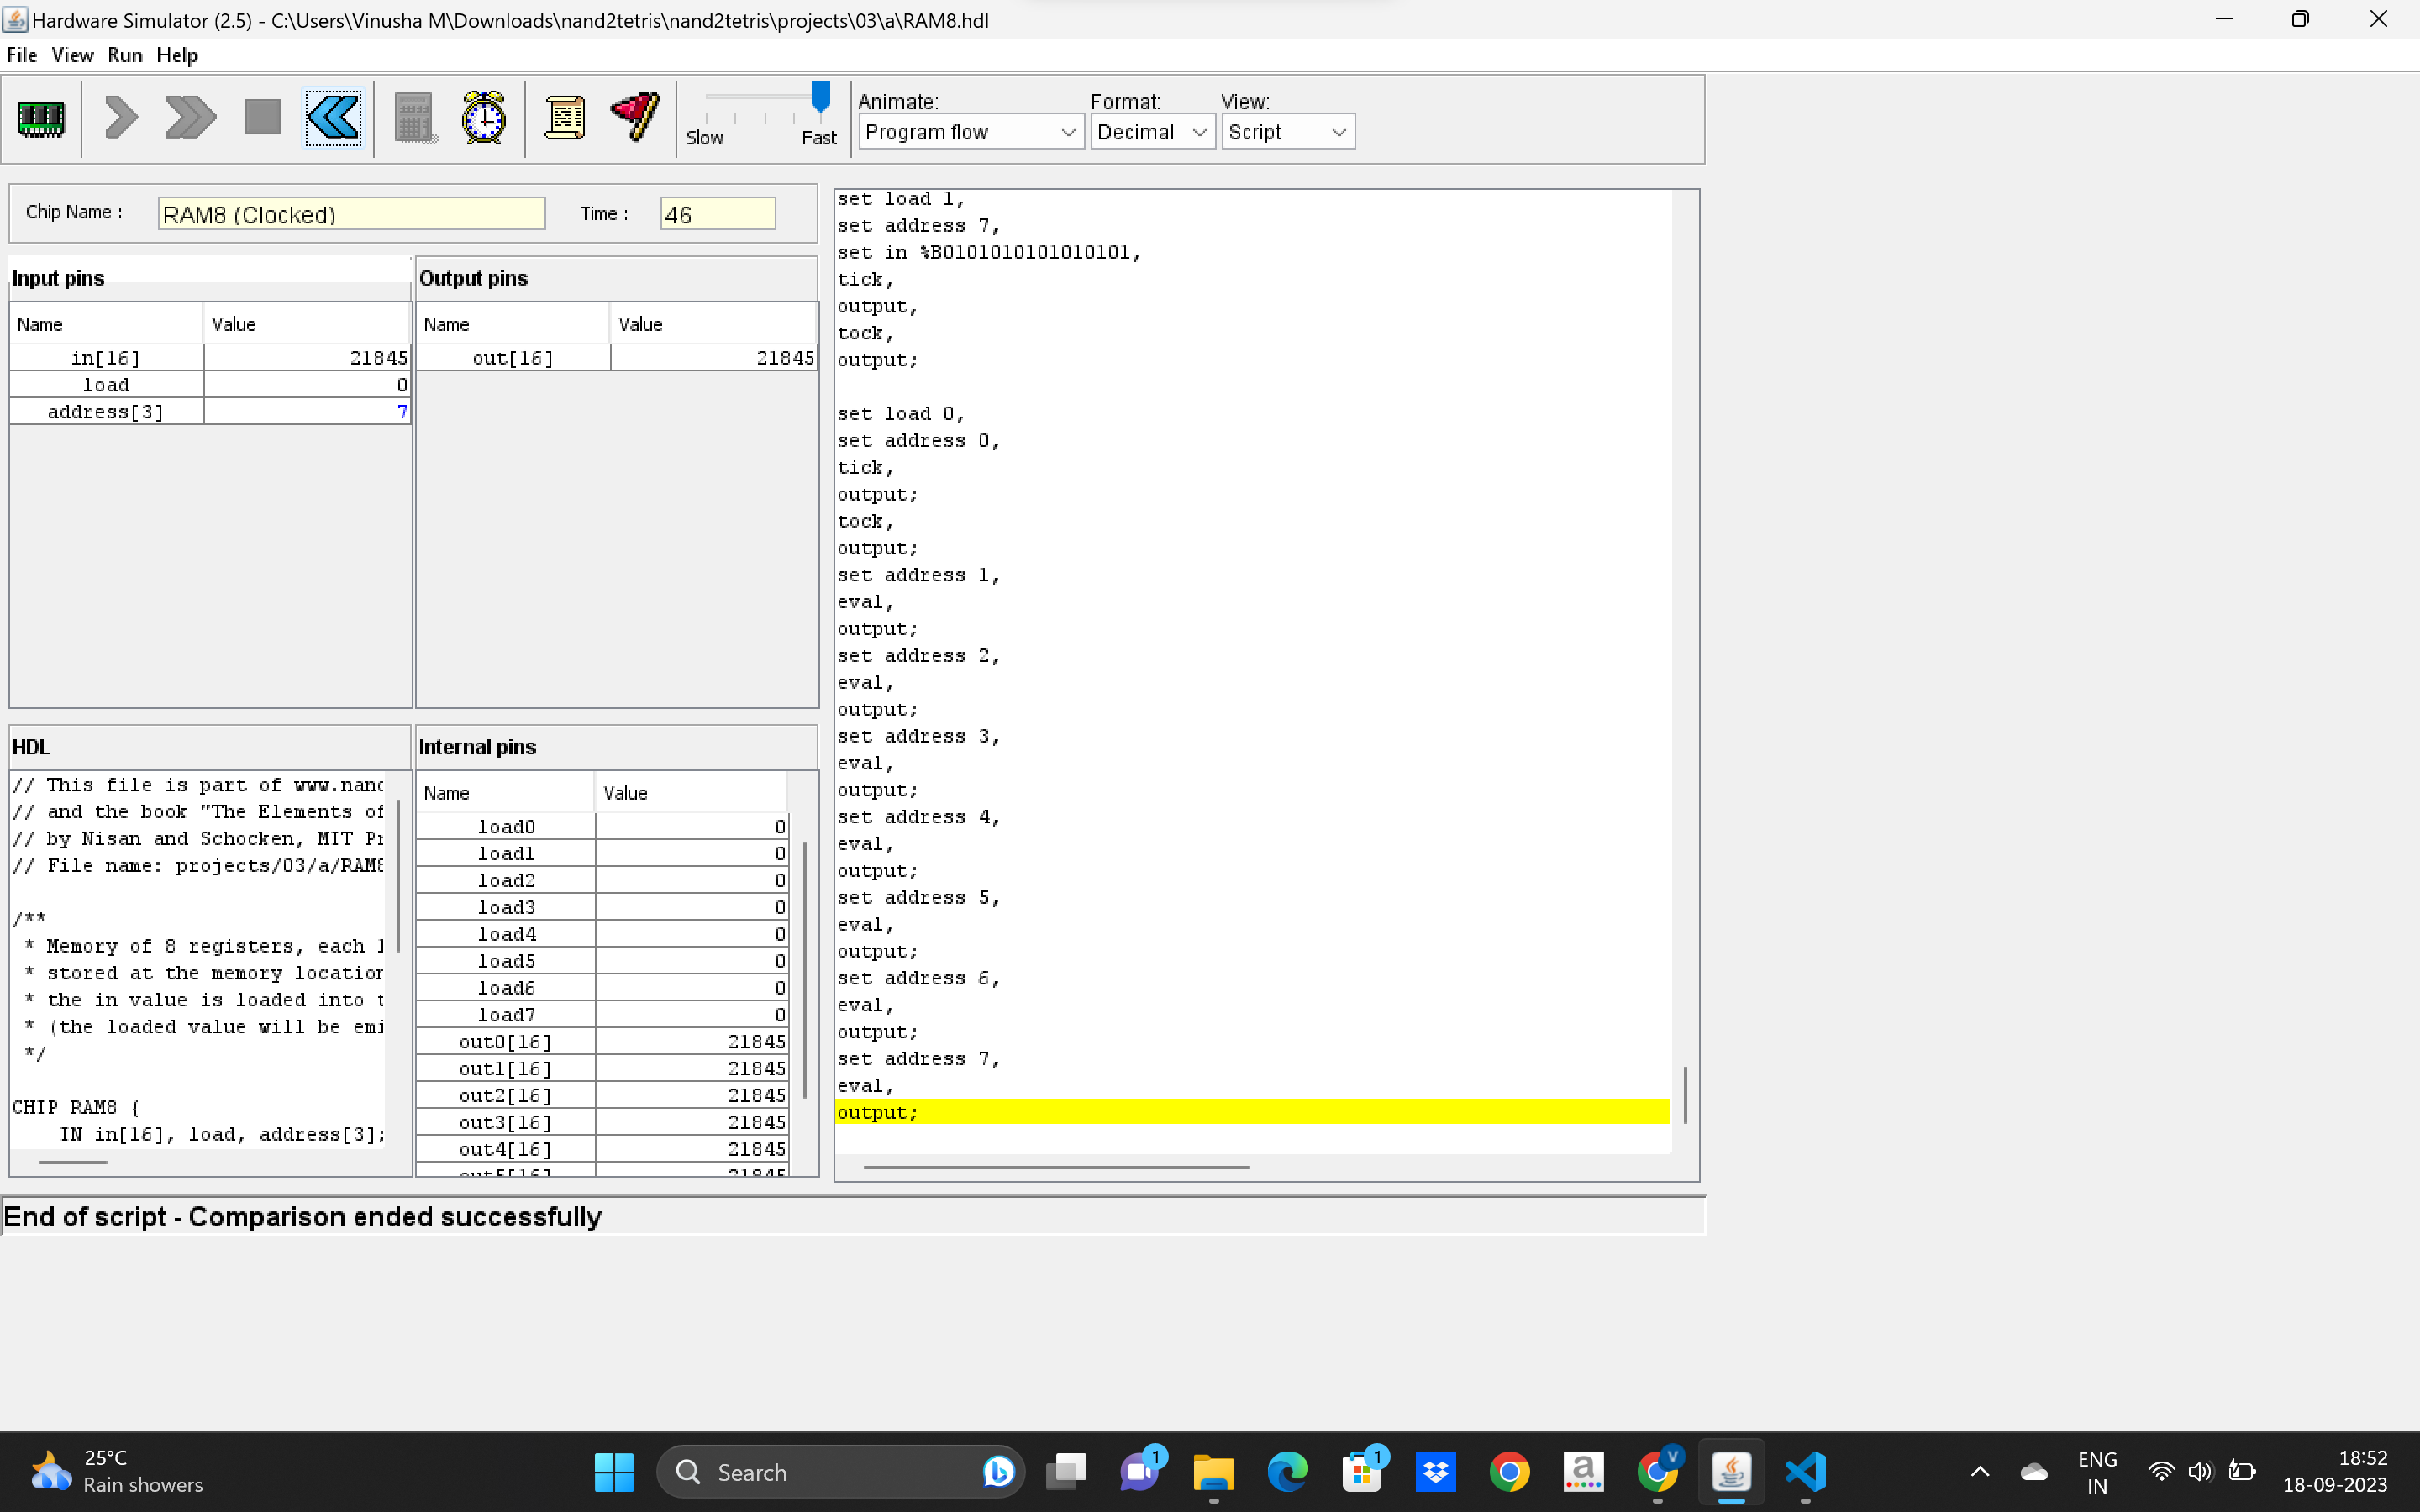 Hardware Simulator (2.5) - C:\Users\Vinusha M\Downloads\nand2tetris\nand2tetris\projects\03\a\RAM8.hdl
File View Run Help
Slow Fast
Animate: Format: View:
Program flow Decimal Script
Chip Name : RAM8 (Clocked) Time : 46
Input pins
Name Value
in[16] 21845
load 0
address[3] 7
Output pins
Name Value
out[16] 21845
HDL
// This file is part of www.nand
// and the book "The Elements of
// by Nisan and Schocken, MIT Pr
// File name: projects/03/a/RAM8
/**
* Memory of 8 registers, each 1
* stored at the memory location
* the in value is loaded into t
* (the loaded value will be emi
*/
CHIP RAM8 {
IN in[16], load, address[3];
Internal pins
Name Value
load0 0
load1 0
load2 0
load3 0
load4 0
load5 0
load6 0
load7 0
out0[16] 21845
out1[16] 21845
out2[16] 21845
out3[16] 21845
out4[16] 21845
out5[16] 21845
set load 1,
set address 7,
set in %B0101010101010101,
tick,
output,
tock,
output;
set load 0,
set address 0,
tick,
output;
tock,
output;
set address 1,
eval,
output;
set address 2,
eval,
output;
set address 3,
eval,
output;
set address 4,
eval,
output;
set address 5,
eval,
output;
set address 6,
eval,
output;
set address 7,
eval,
output;
End of script - Comparison ended successfully
25°C
Rain showers
Search
1
1
a
V
ENG
IN
18:52
18-09-2023